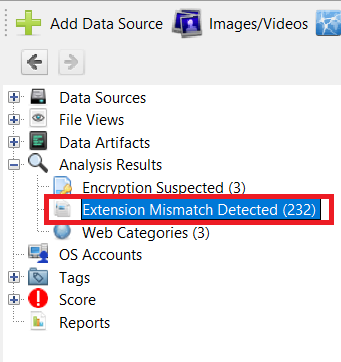 Add Data Source Images/Videos
Data Sources
File Views
Data Artifacts
Analysis Results
Encryption Suspected (3)
Extension Mismatch Detected (232)
Web Categories (3)
OS Accounts
Tags
Score
Reports